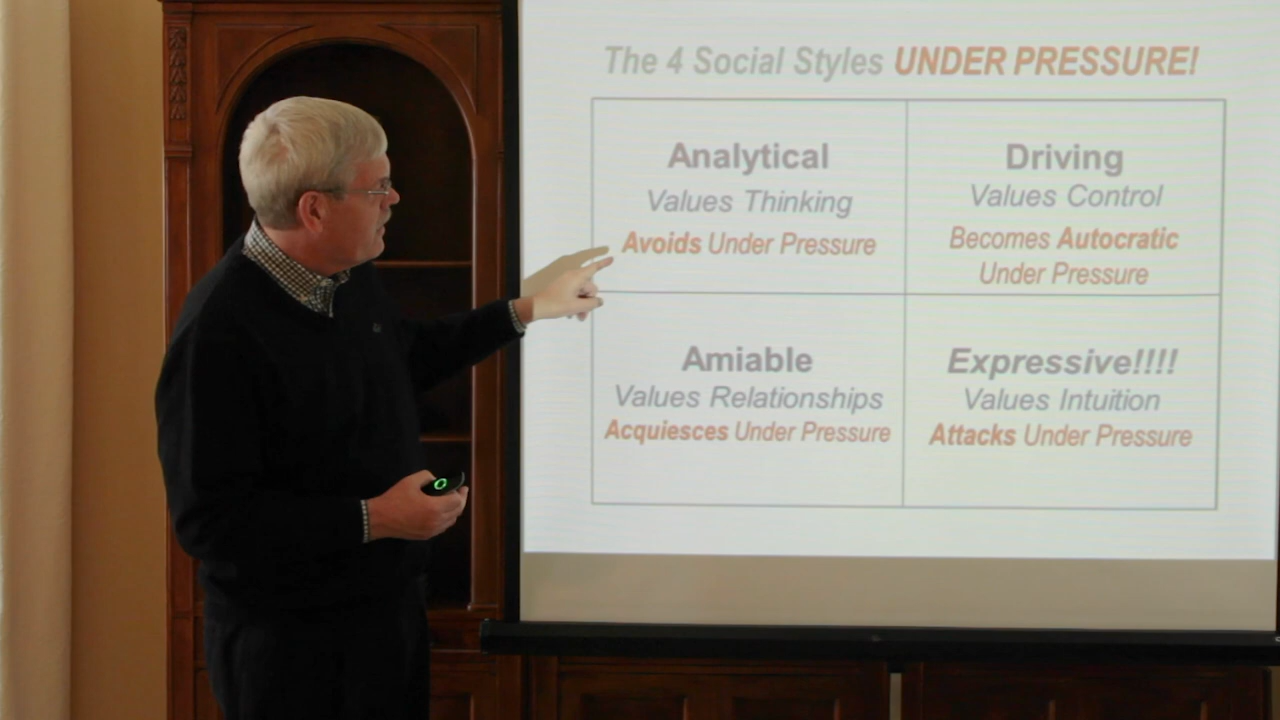 The 4 Social Styles UNDER PRESSURE!
Analytical
Values Thinking
Avoids Under Pressure
Driving
Values Control
Becomes Autocratic
Under Pressure
Amiable
Values Relationships
Acquiesces Under Pressure
Expressive!!!!
Values Intuition
Attacks Under Pressure